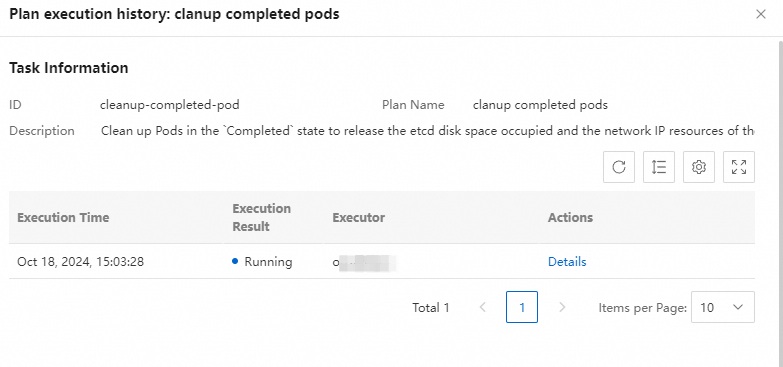 Plan execution history: clanup completed pods
Task Information
ID cleanup-completed-pod Plan Name clanup completed pods
Description Clean up Pods in the `Completed` state to release the etcd disk space occupied and the network IP resources of th
Execution Time Execution Result Executor Actions
Oct 18, 2024, 15:03:28 Running o Details
Total 1 1 Items per Page: 10